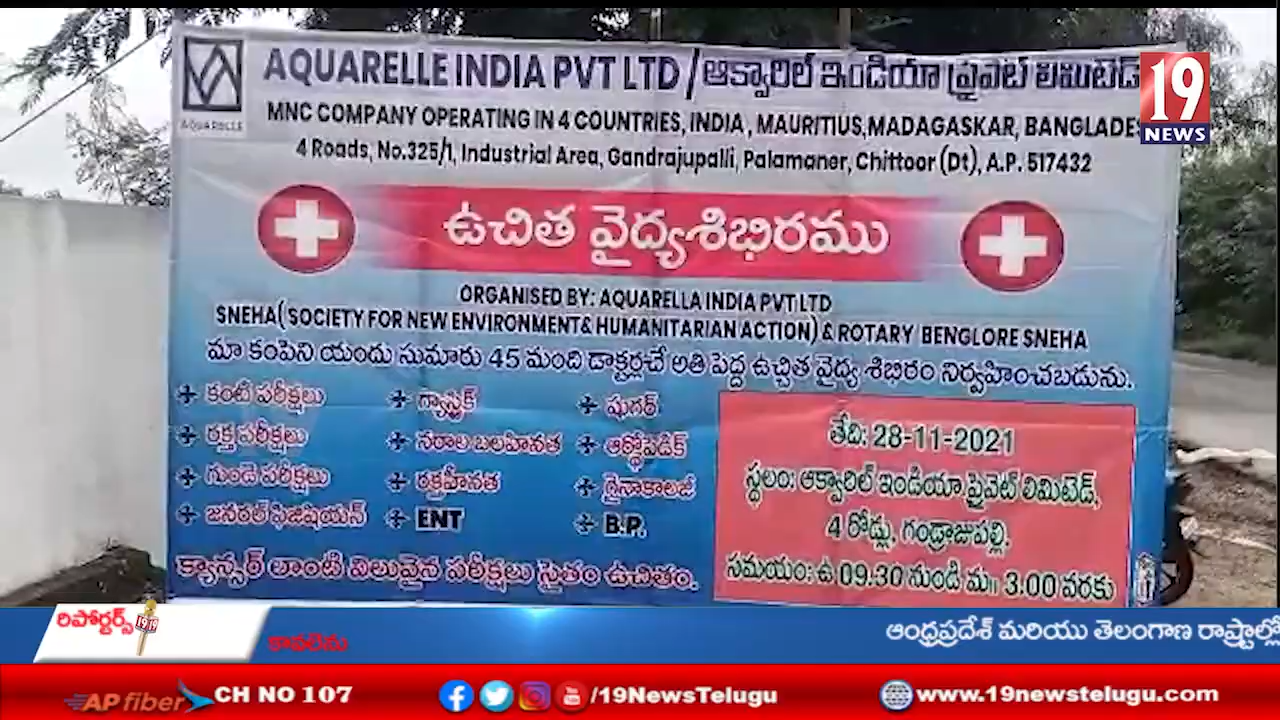 AQUARELLE INDIA PVT LTD / ఆక్వారిల్ ఇండియా ప్రైవెట్ లిమిటెడ్
AQUARELLE
19
NEWS
MNC COMPANY OPERATING IN 4 COUNTRIES, INDIA , MAURITIUS,MADAGASKAR, BANGLADE
4 Roads, No.325/1, Industrial Area, Gandrajupalli, Palamaner, Chittoor (Dt), A.P. 517432
ఉచిత వైద్యశిభిరము
ORGANISED BY: AQUARELLA INDIA PVT LTD
SNEHA( SOCIETY FOR NEW ENVIRONMENT& HUMANITARIAN ACTION) & ROTARY BENGLORE SNEHA
మా కంపెని యందు సుమారు 45 మంది డాక్టర్లచే అతి పెద్ద ఉచ్చిత వైద్య శిభిరం నిర్వహించబడును.
కంటి పరీక్షలు
గ్యాస్ట్రిక్
షుగర్
రక్త పరీక్షలు
నరాల బలహీనత
ఆర్థోపెడిక్
గుండె పరీక్షలు
రక్తహీనత
గైనాకాలజీ
జనరల్ ఫిజిషియన్
ENT
B.P.
క్యాన్సర్ లాంటి విలువైన పరీక్షలు సైతం ఉచితం.
తేది: 28-11-2021
స్థలం: ఆక్వారిల్ ఇండియా ప్రైవెట్ లిమిటెడ్,
4 రోడ్లు, గండ్రాజుపల్లి.
సమయం: ఉ 09.30 నుండి మ॥ 3.00 వరకు
రిపోర్టర్స్
19
కావలెను
ఆంధ్రప్రదేశ్ మరియు తెలంగాణ రాష్ట్రాల్లో
AP fiber CH NO 107
/19NewsTelugu
www.19newstelugu.com